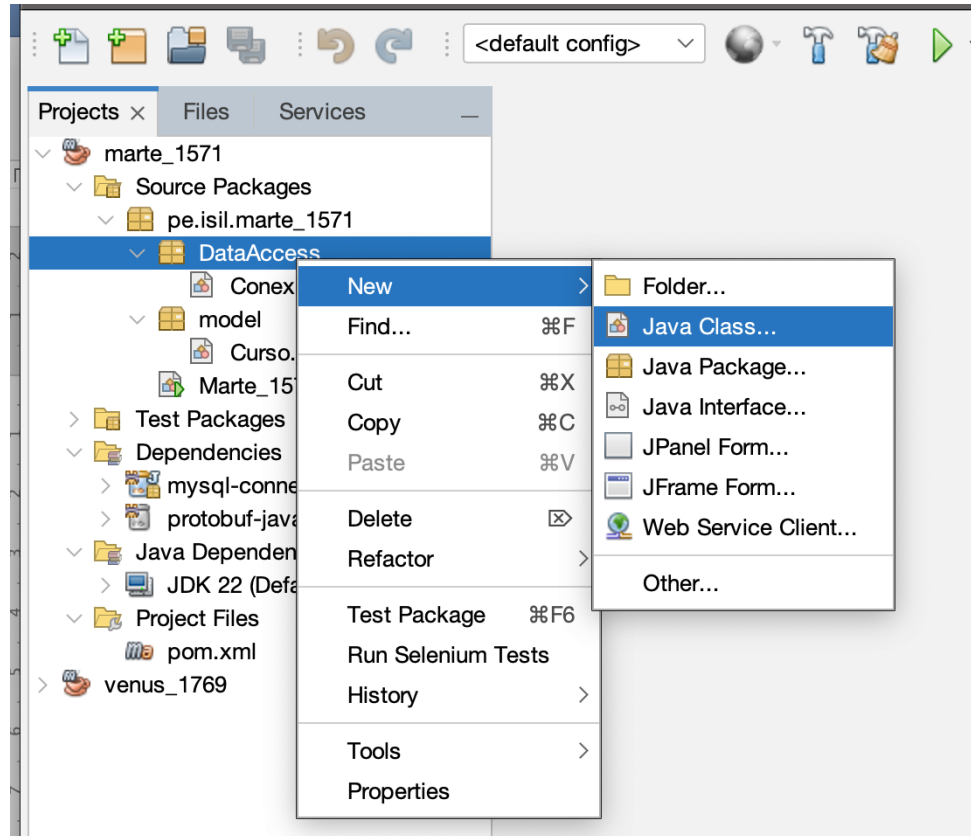 <default config>
Projects
Files
Services
marte_1571
Source Packages
pe.isil.marte_1571
DataAccess
Conex
model
Curso.
Marte_15
Test Packages
Dependencies
mysql-conne
protobuf-java
Java Dependen
JDK 22 (Defa
Project Files
pom.xml
venus_1769
New
Find... ⌘F
Cut ⌘X
Copy ⌘C
Paste ⌘V
Delete ⌦
Refactor
Test Package ⌘F6
Run Selenium Tests
History
Tools
Properties
Folder...
Java Class...
Java Package...
Java Interface...
JPanel Form...
JFrame Form...
Web Service Client...
Other...